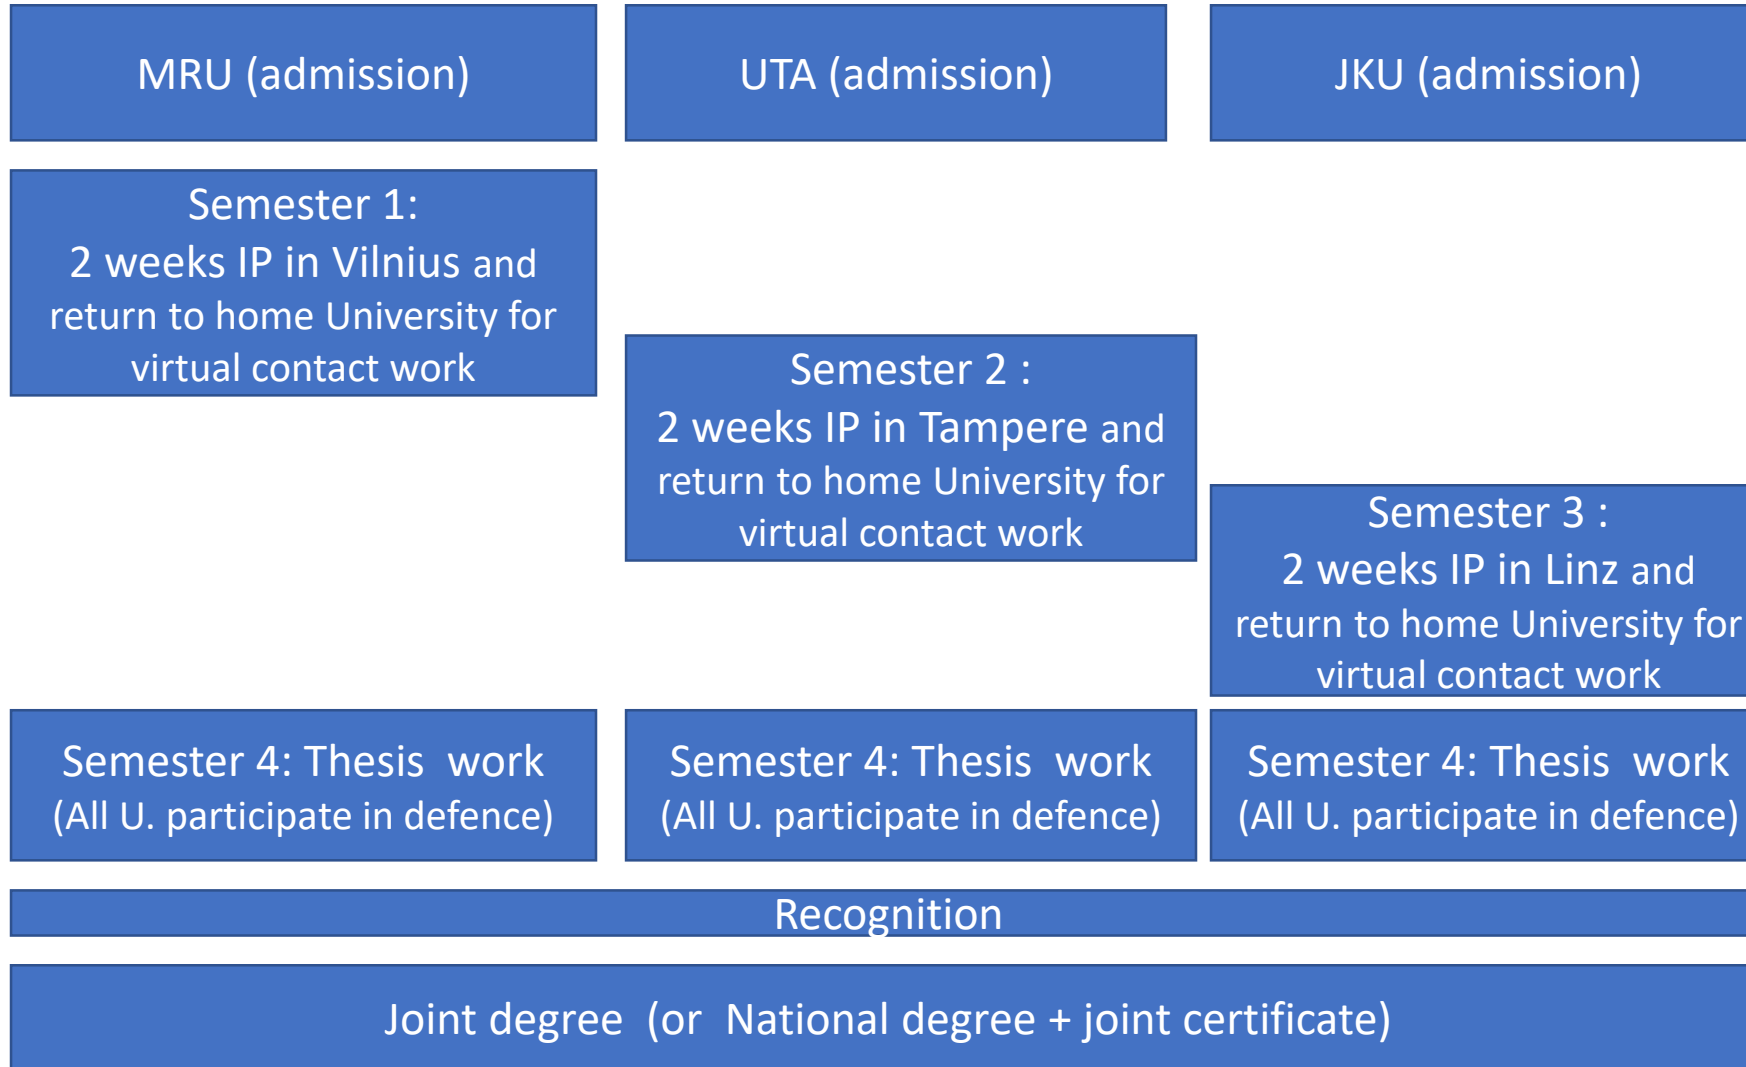 MRU (admission)
UTA (admission)
JKU (admission)
Semester 1:
2 weeks IP in Vilnius and
return to home University for
virtual contact work
Semester 2 :
2 weeks IP in Tampere and
return to home University for
virtual contact work
Semester 3 :
2 weeks IP in Linz and
return to home University for
virtual contact work
Semester 4: Thesis  work
(All U. participate in defence)
Semester 4: Thesis  work
(All U. participate in defence)
Semester 4: Thesis  work
(All U. participate in defence)
Recognition
Joint degree  (or  National degree + joint certificate)